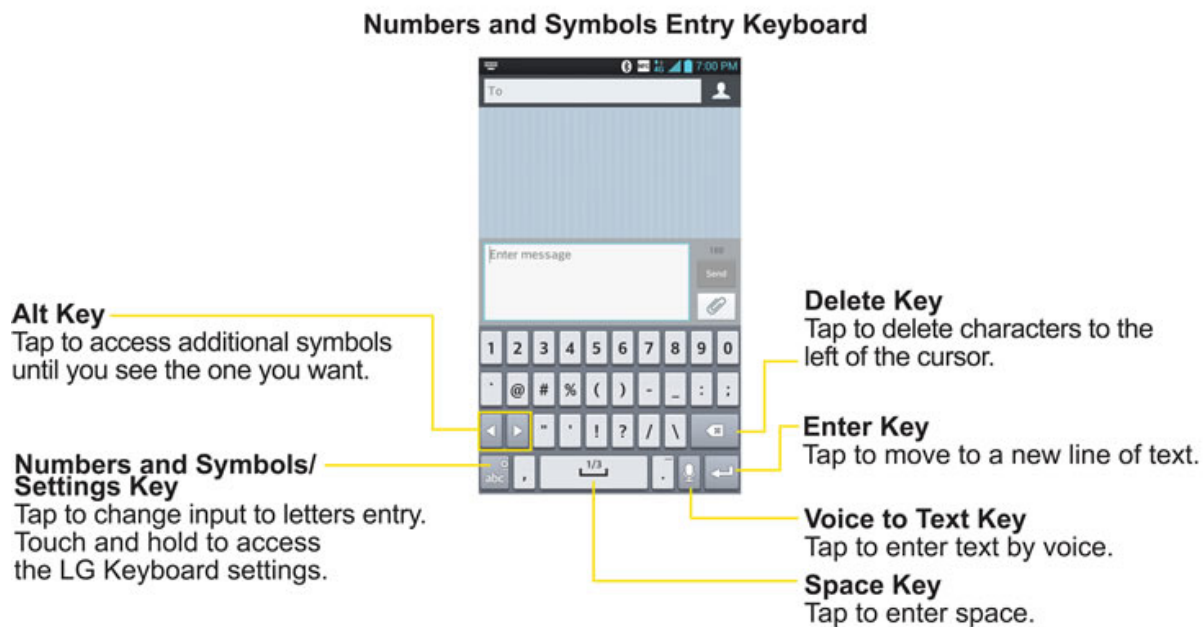 Numbers and Symbols Entry Keyboard
7:00 PM
To
Enter message
160
Send
1 2 3 4 5 6 7 8 9 0
@ # % ( ) - _ : ;
" ' ! ? / \
abc , 1/3 .
Alt Key
Tap to access additional symbols
until you see the one you want.
Numbers and Symbols/
Settings Key
Tap to change input to letters entry.
Touch and hold to access
the LG Keyboard settings.
Delete Key
Tap to delete characters to the
left of the cursor.
Enter Key
Tap to move to a new line of text.
Voice to Text Key
Tap to enter text by voice.
Space Key
Tap to enter space.